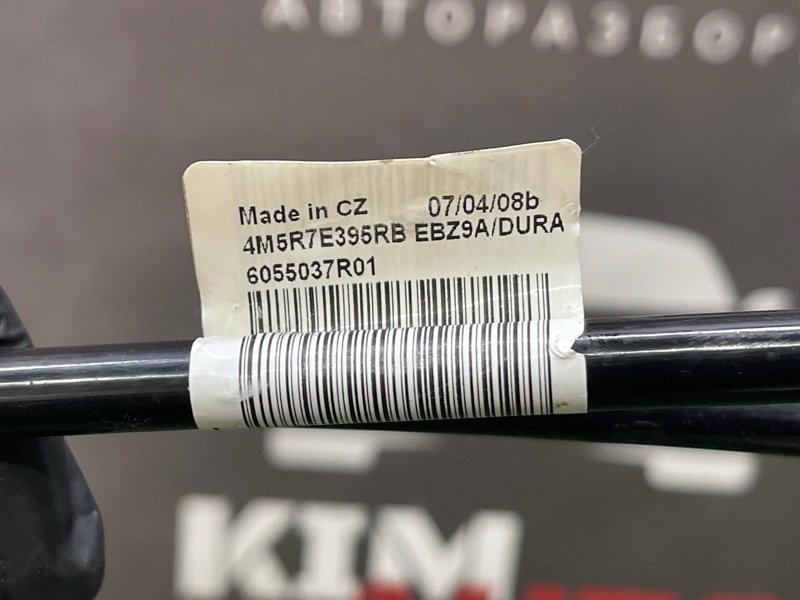 АВТОРАЗБОР
Made in CZ 07/04/08b
4M5R7E395RB EBZ9A/DURA
6055037R01
KIM